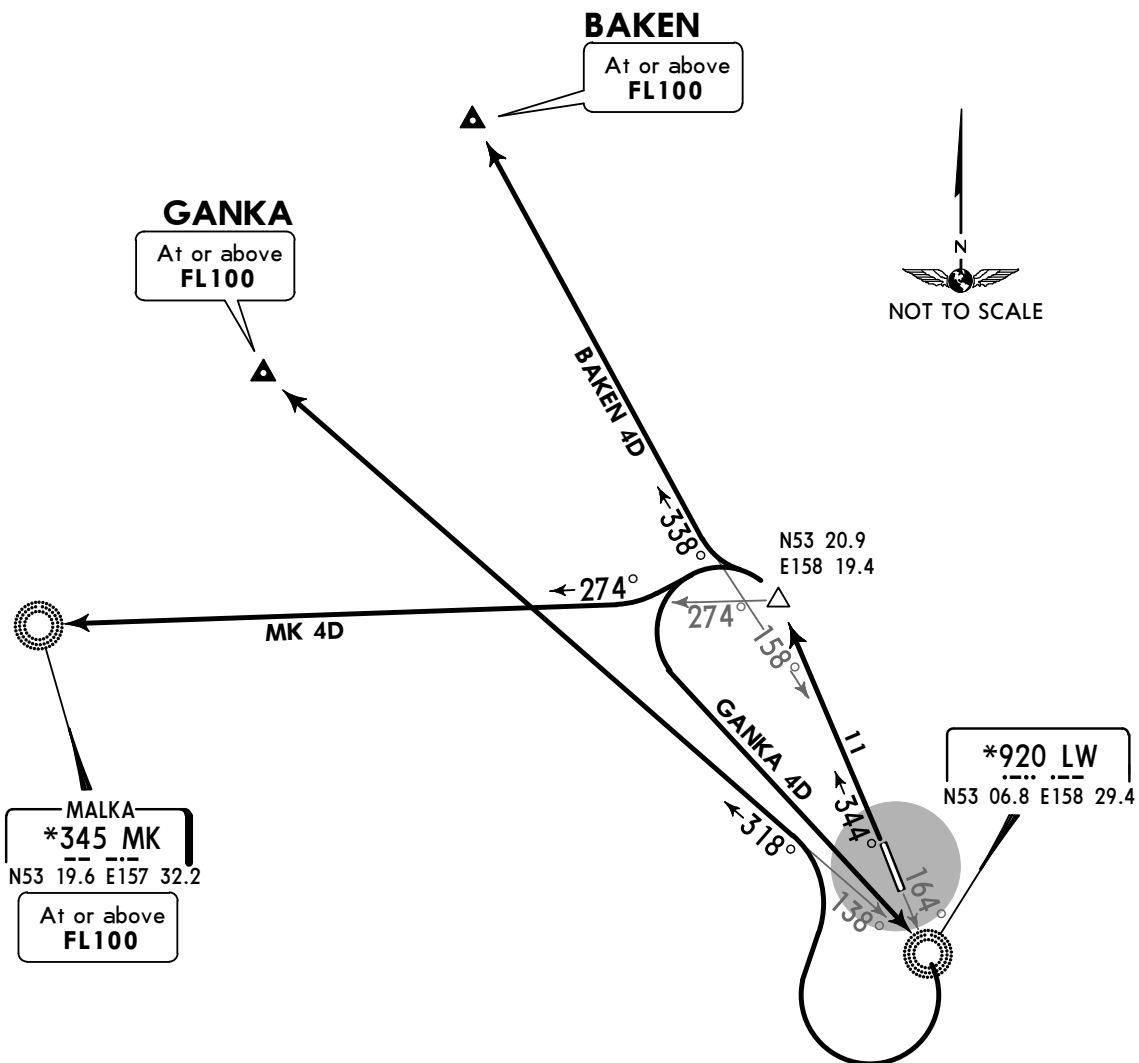 BAKEN
At or above
FL100
GANKA
At or above
FL100
N
NOT TO SCALE
BAKEN 4D
338°
N53 20.9
E158 19.4
274°
274°
MK 4D
158°
GANKA 4D
11
344°
*920 LW
N53 06.8 E158 29.4
MALKA
*345 MK
N53 19.6 E157 32.2
At or above
FL100
318°
138°
164°